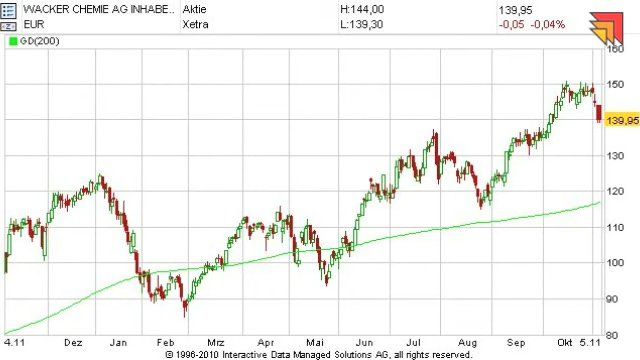 WACKER CHEMIE AG INHABE.. Aktie H:144,00 139,95
EUR Xetra L:139,30 -0,05 -0,04%
GD(200)
160
150
139,95
130
120
110
100
90
80
4.11 Dez Jan Feb Mrz Apr Mai Jun Jul Aug Sep Okt 5.11
© 1996-2010 Interactive Data Managed Solutions AG, all rights reserved.